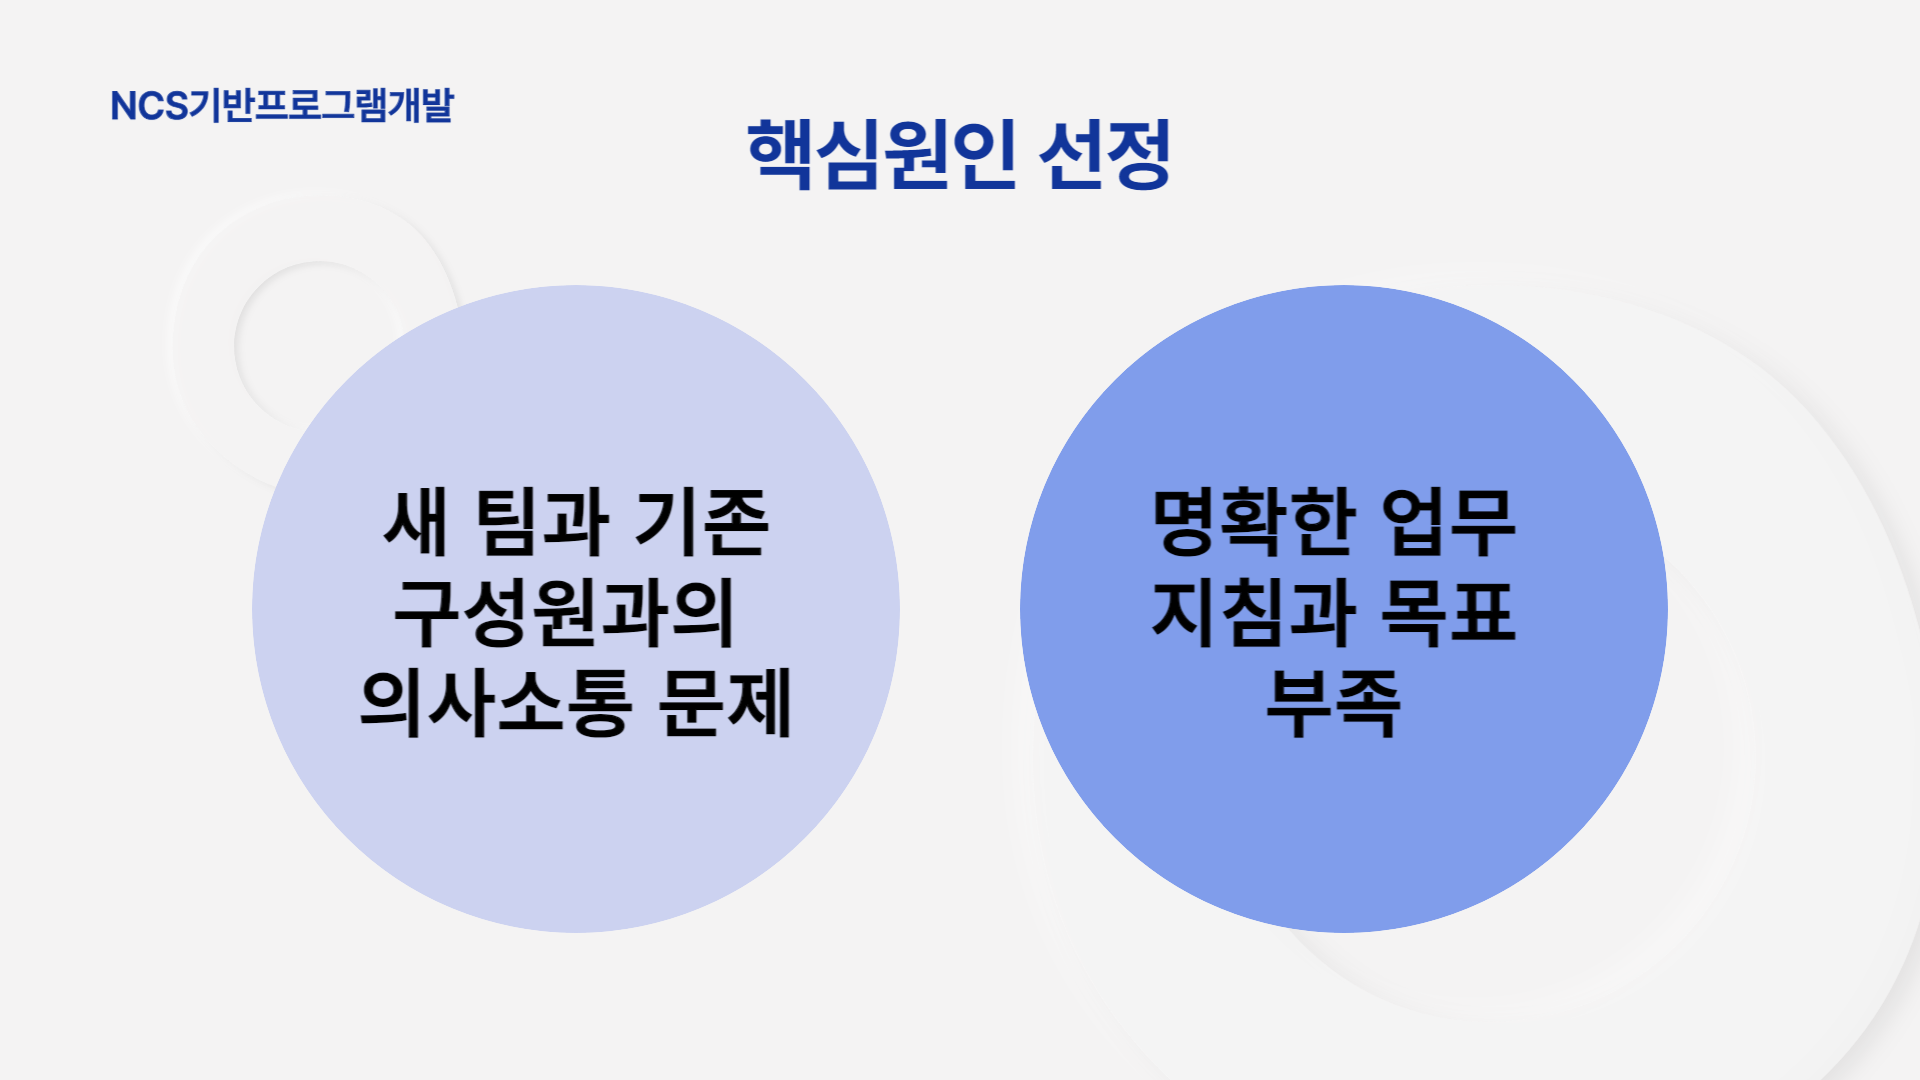 NCS기반프로그램개발
핵심원인 선정
새 팀과 기존
구성원과의
의사소통 문제
명확한 업무
지침과 목표
부족